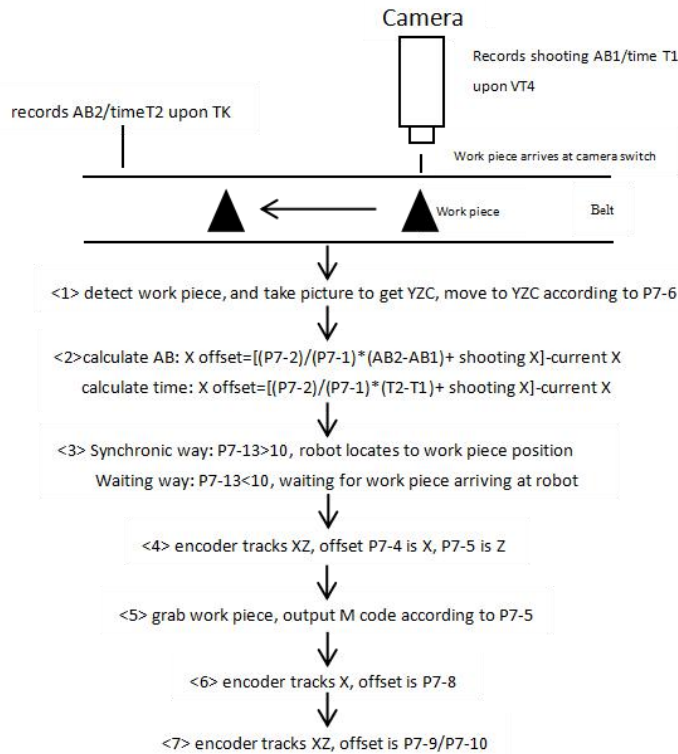 Camera
Records shooting AB1/time T1
upon VT4
records AB2/timeT2 upon TK
Work piece arrives at camera switch
Work piece
Belt
<1> detect work piece, and take picture to get YZC, move to YZC according to P7-6
<2>calculate AB: X offset=[(P7-2)/(P7-1)*(AB2-AB1)+ shooting X]-current X
calculate time: X offset=[(P7-2)/(P7-1)*(T2-T1)+ shooting X]-current X
<3> Synchronic way: P7-13>10, robot locates to work piece position
Waiting way: P7-13<10, waiting for work piece arriving at robot
<4> encoder tracks XZ, offset P7-4 is X, P7-5 is Z
<5> grab work piece, output M code according to P7-5
<6> encoder tracks X, offset is P7-8
<7> encoder tracks XZ, offset is P7-9/P7-10